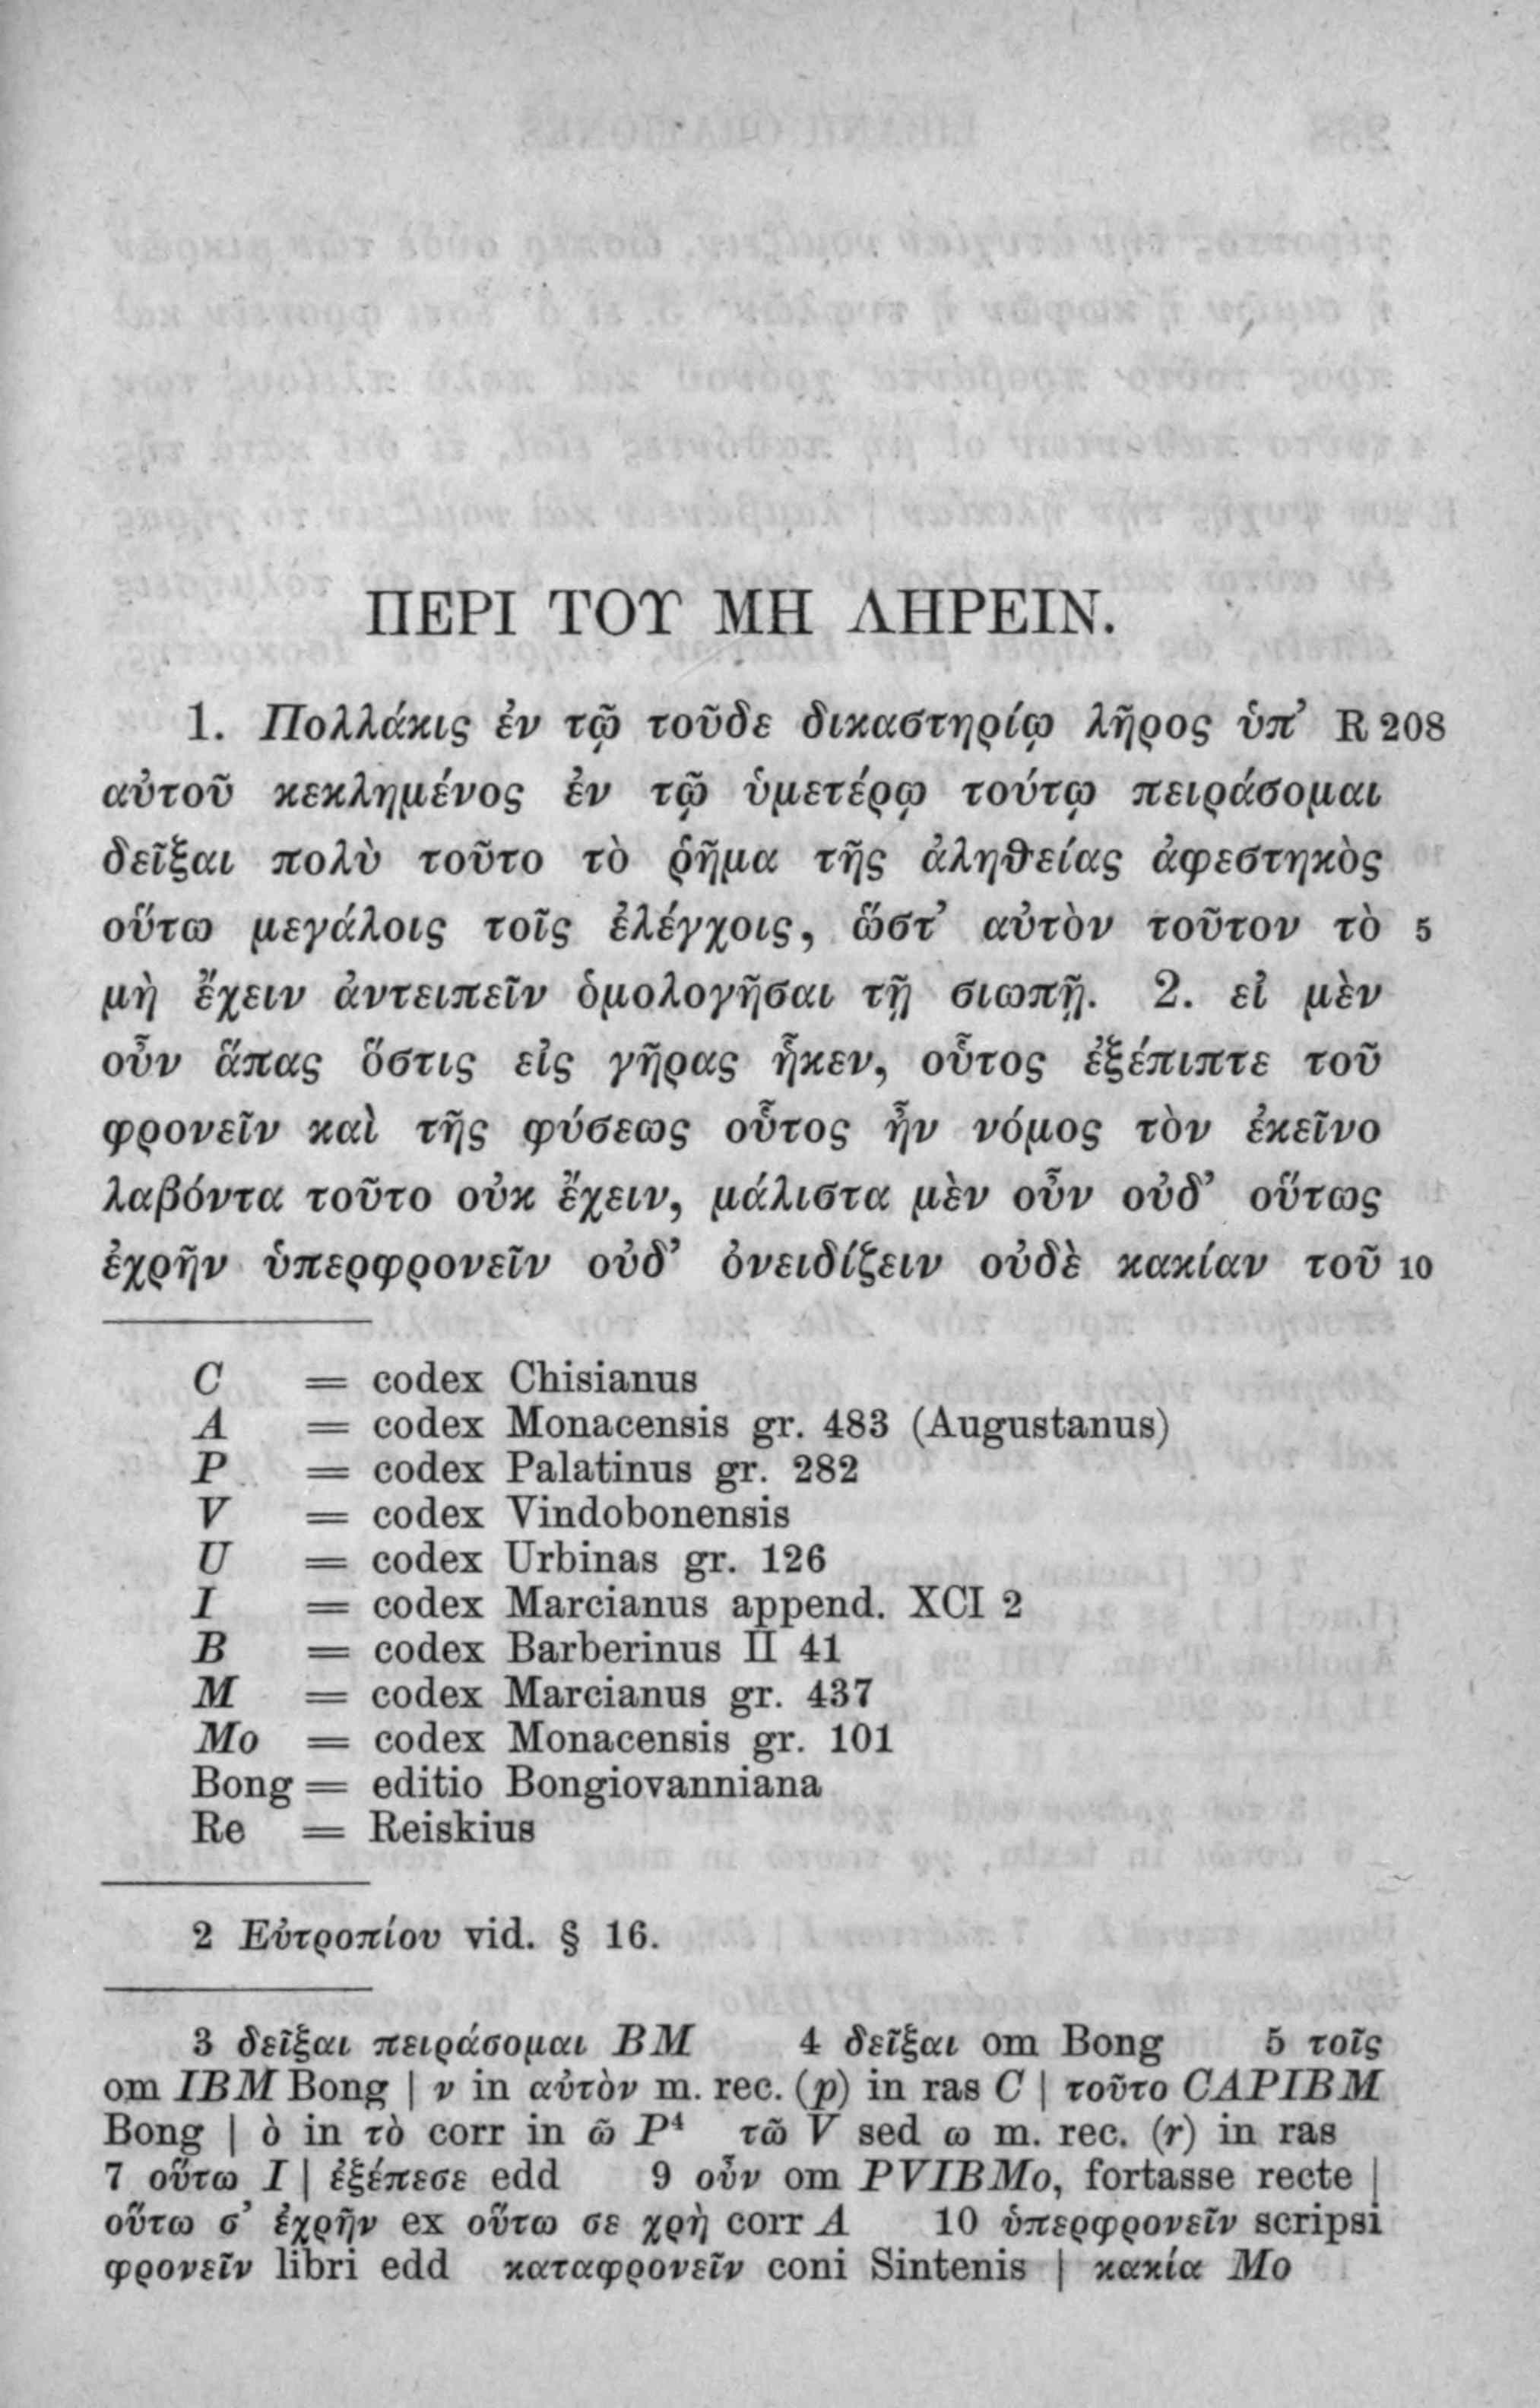 ΠΕΡΙ ΤΟΥ ΜΗ ΛΗΡΕΙΝ.
1. Πολλάκις ἐν τῷ τοῦδε δικαστηρίῳ λῆρος ὑπ’ R 208
αὐτοῦ κεκλημένος ἐν τῷ ὑμετέρῳ τούτῳ πειράσομαι
δεῖξαι πολὺ τοῦτο τὸ ῥῆμα τῆς ἀληθείας ἀφεστηκὸς
οὕτω μεγάλοις τοῖς ἐλέγχοις, ὥστ’ αὐτὸν τοῦτον τὸ 5
μὴ ἔχειν ἀντειπεῖν ὁμολογῆσαι τῇ σιωπῇ. 2. εἰ μὲν
οὖν ἅπας ὅστις εἰς γῆρας ἧκεν, οὗτος ἐξέπιπτε τοῦ
φρονεῖν καὶ τῆς φύσεως οὗτος ἦν νόμος τὸν ἐκεῖνο
λαβόντα τοῦτο οὐκ ἔχειν, μάλιστα μὲν οὖν οὐδ’ οὕτως
ἐχρῆν ὑπερφρονεῖν οὐδ’ ὀνειδίζειν οὐδὲ κακίαν τοῦ 10
C = codex Chisianus
A = codex Monacensis gr. 483 (Augustanus)
P = codex Palatinus gr. 282
V = codex Vindobonensis
U = codex Urbinas gr. 126
I = codex Marcianus append. XCI 2
B = codex Barberinus II 41
M = codex Marcianus gr. 437
Mo = codex Monacensis gr. 101
Bong = editio Bongiovanniana
Re = Reiskius
2 Εὐτροπίου vid. § 16.
3 δεῖξαι πειράσομαι BM 4 δεῖξαι om Bong 5 τοῖς
om IBM Bong | ν in αὐτὸν m. rec. (p) in ras C | τοῦτο CAPIBM
Bong | ὸ in τὸ corr in ῶ P⁴ τῶ V sed ω m. rec. (r) in ras
7 οὕτω I | ἐξέπεσε edd 9 οὖν om PVIBMo, fortasse recte |
οὕτω σ’ ἐχρῆν ex οὕτω σε χρὴ corr A 10 ὑπερφρονεῖν scripsi
φρονεῖν libri edd καταφρονεῖν coni Sintenis | κακία Mo